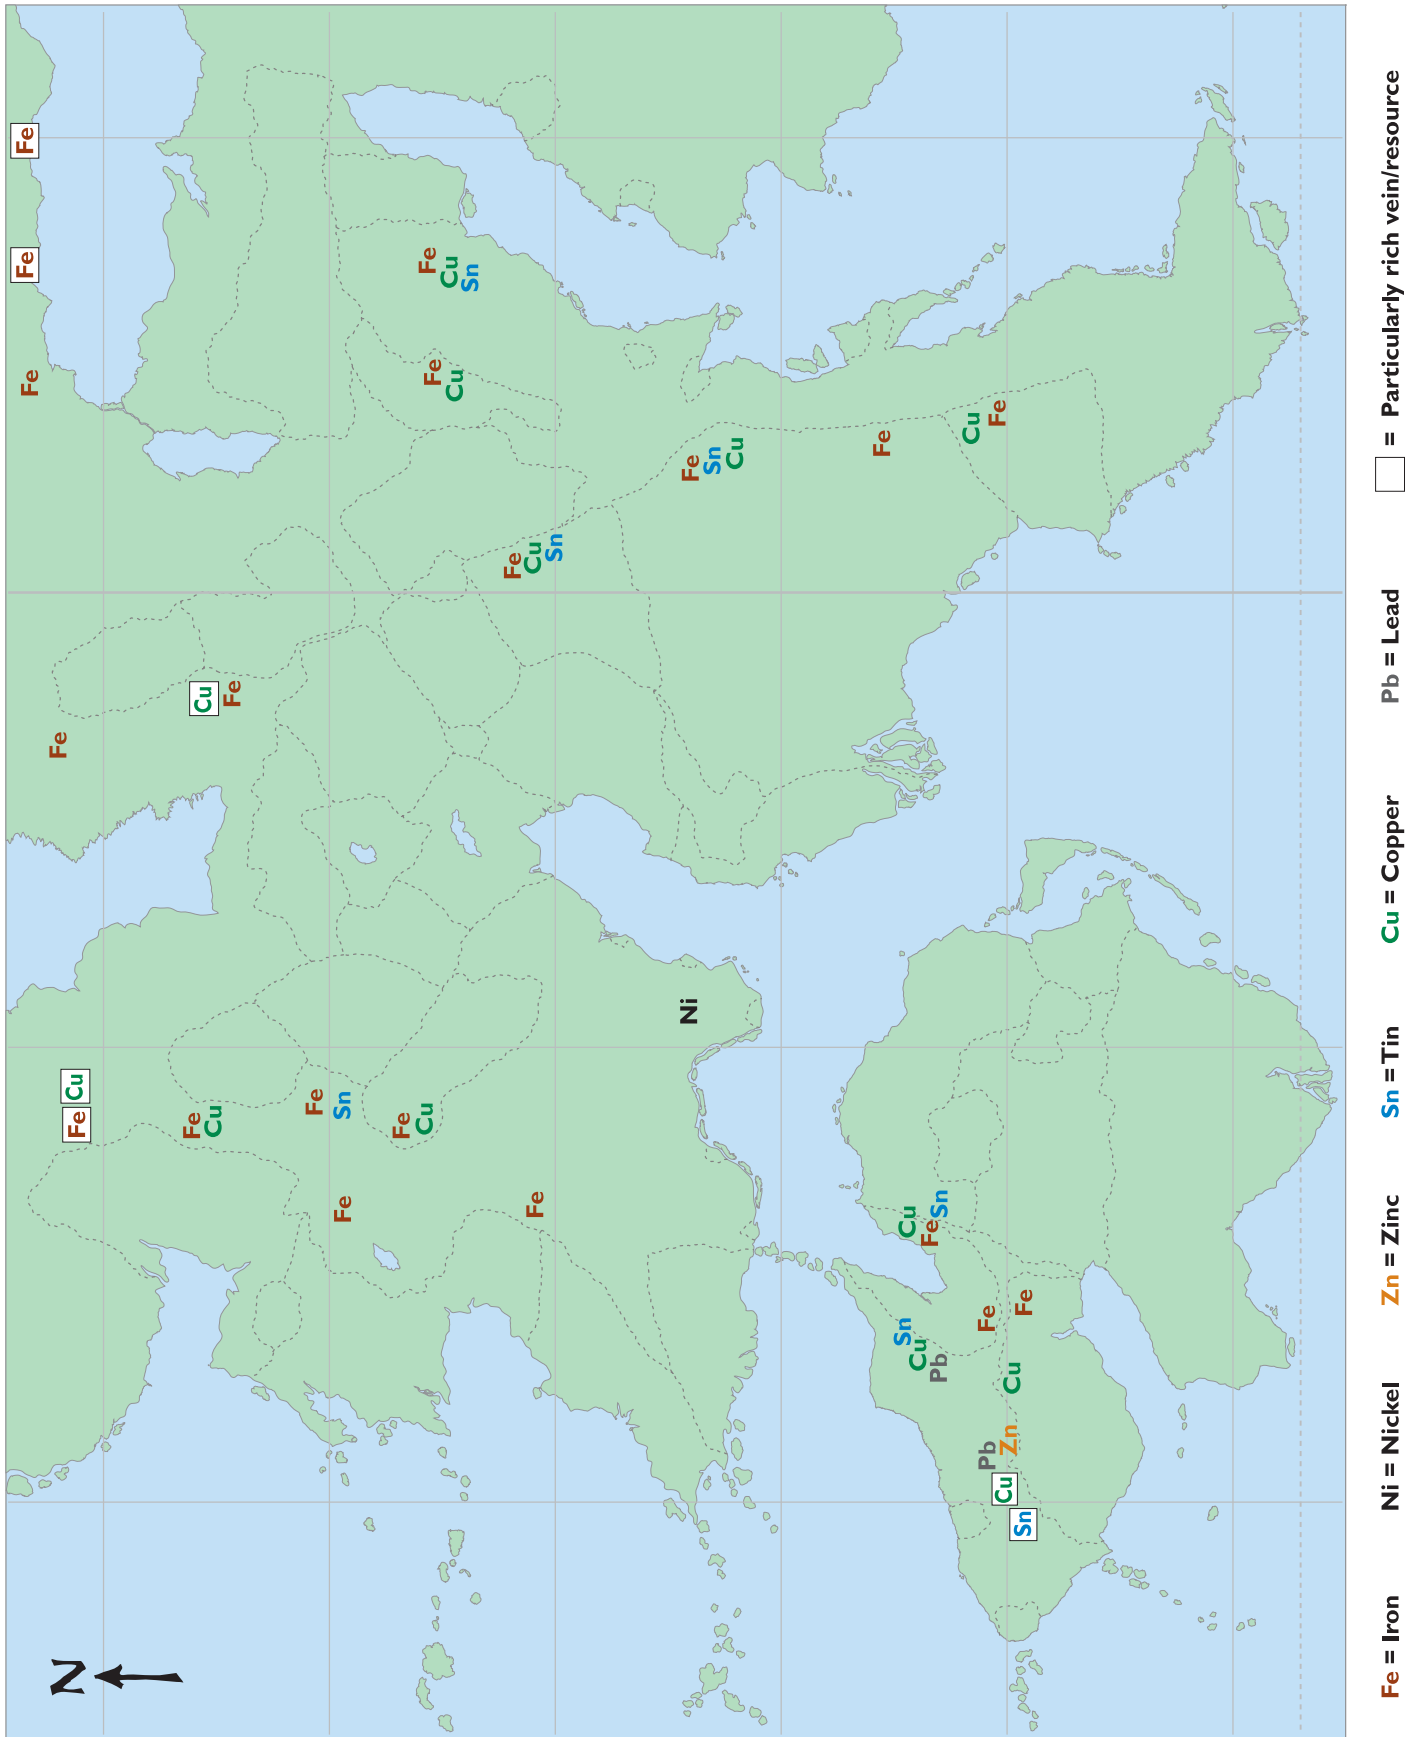 Fe
Fe
Fe
Fe
N
Fe Cu
Fe
Cu
Cu
Fe
Fe
Sn
Fe
Fe
Cu
Fe
Cu
Sn
Fe
Cu
Fe
Cu
Sn
Fe
Ni
Fe
Sn
Cu
Fe
Sn
Cu
Pb
Cu
Fe
Sn
Cu
Fe
Fe
Fe
Pb
Zn
Cu
Cu
Sn
Fe = Iron Ni = Nickel Zn = Zinc Sn = Tin Cu = Copper Pb = Lead = Particularly rich vein/resource